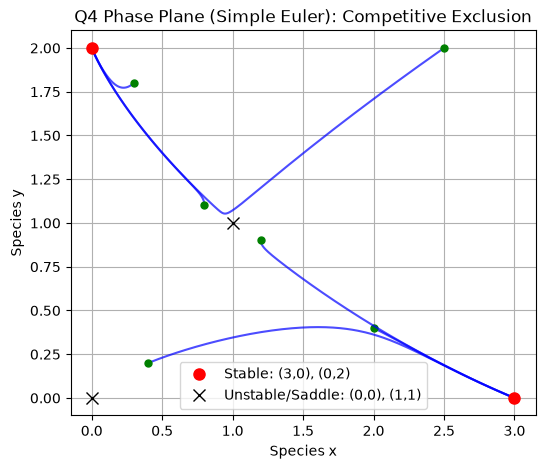 Q4 Phase Plane (Simple Euler): Competitive Exclusion
2.00
1.75
1.50
1.25
1.00
0.75
0.50
0.25
0.00
Species y
Stable: (3,0), (0,2)
Unstable/Saddle: (0,0), (1,1)
0.0 0.5 1.0 1.5 2.0 2.5 3.0
Species x